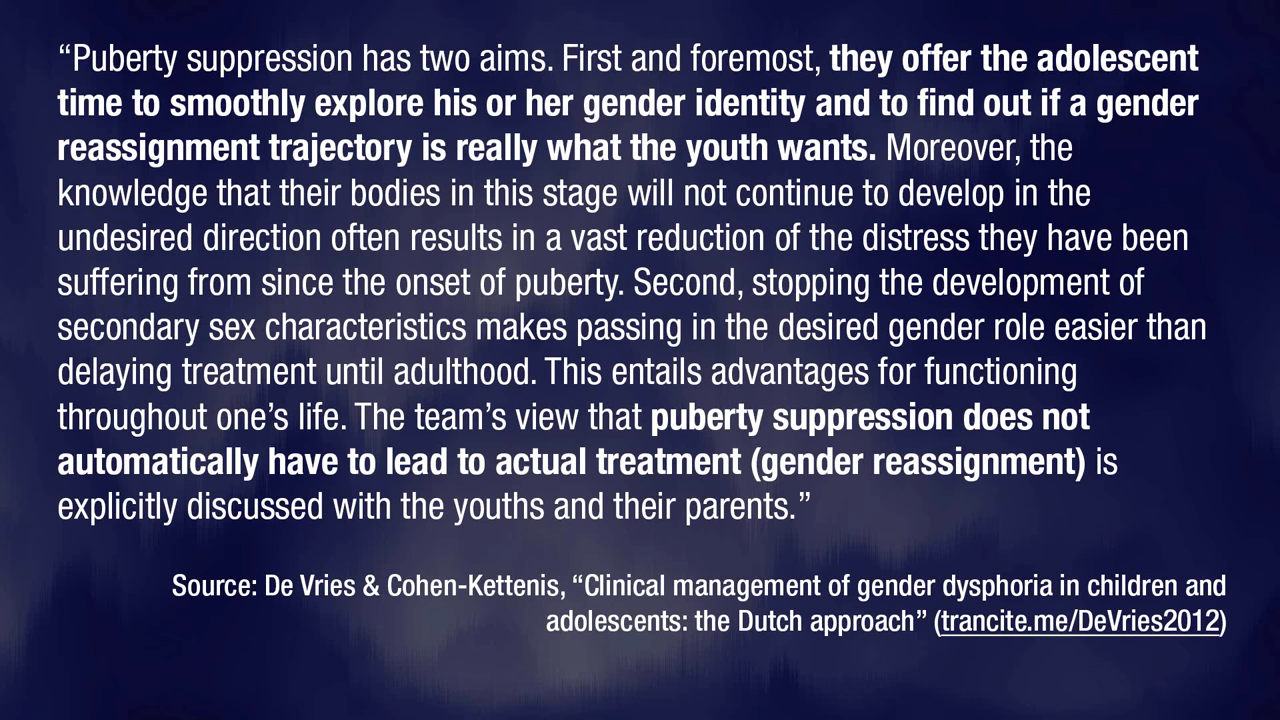 “Puberty suppression has two aims. First and foremost, they offer the adolescent
time to smoothly explore his or her gender identity and to find out if a gender
reassignment trajectory is really what the youth wants. Moreover, the
knowledge that their bodies in this stage will not continue to develop in the
undesired direction often results in a vast reduction of the distress they have been
suffering from since the onset of puberty. Second, stopping the development of
secondary sex characteristics makes passing in the desired gender role easier than
delaying treatment until adulthood. This entails advantages for functioning
throughout one’s life. The team’s view that puberty suppression does not
automatically have to lead to actual treatment (gender reassignment) is
explicitly discussed with the youths and their parents.”
Source: De Vries & Cohen-Kettenis, “Clinical management of gender dysphoria in children and
adolescents: the Dutch approach” (trancite.me/DeVries2012)